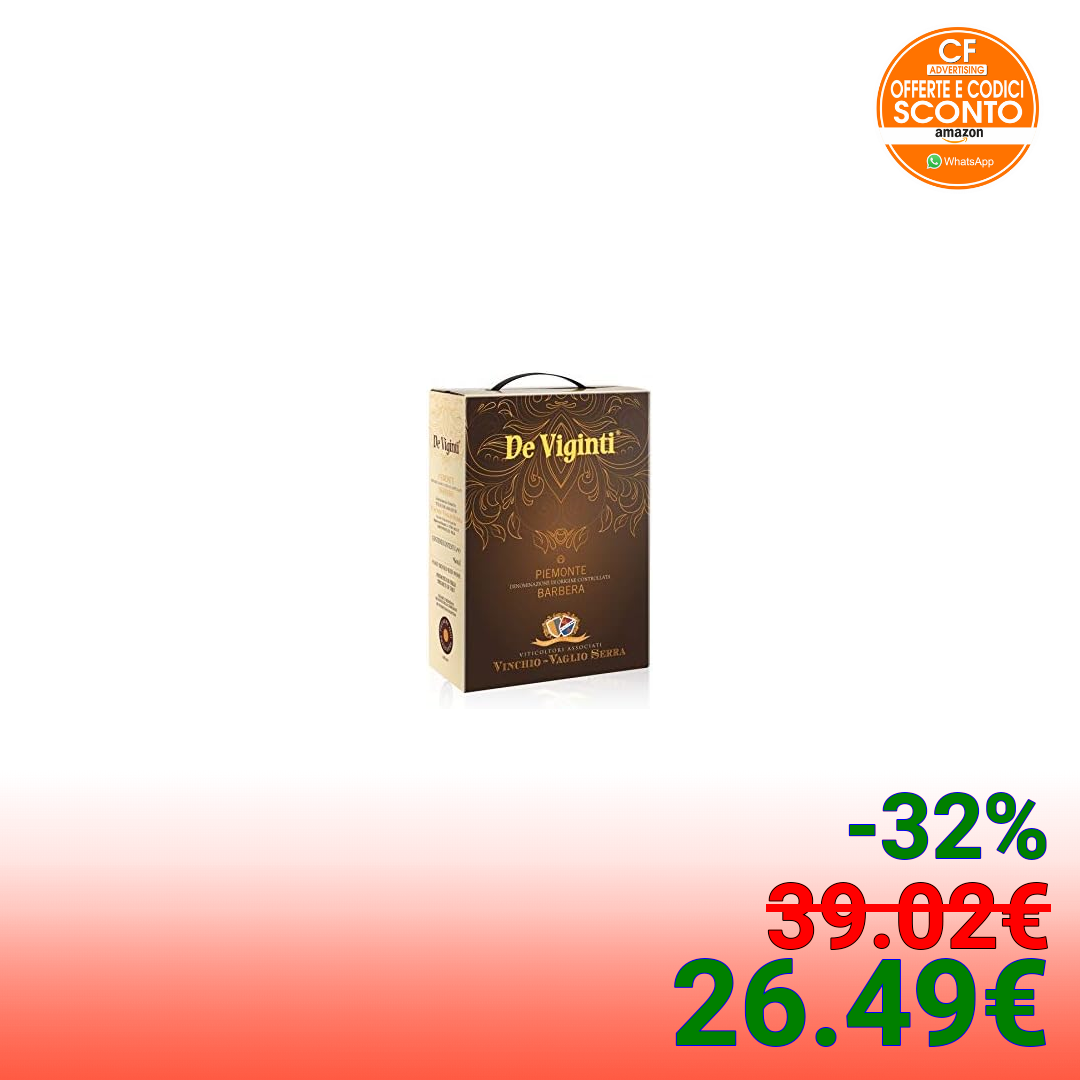 CF
ADVERTISING
OFFERTE E CODICI
SCONTO
amazon
WhatsApp
De Viginti®
De Viginti
PIEMONTE
DENOMINAZIONE DI ORIGINE CONTROLLATA
BARBERA
VITICOLTORI ASSOCIATI
VINCHIO - VAGLIO SERRA
-32%
39.02€
26.49€